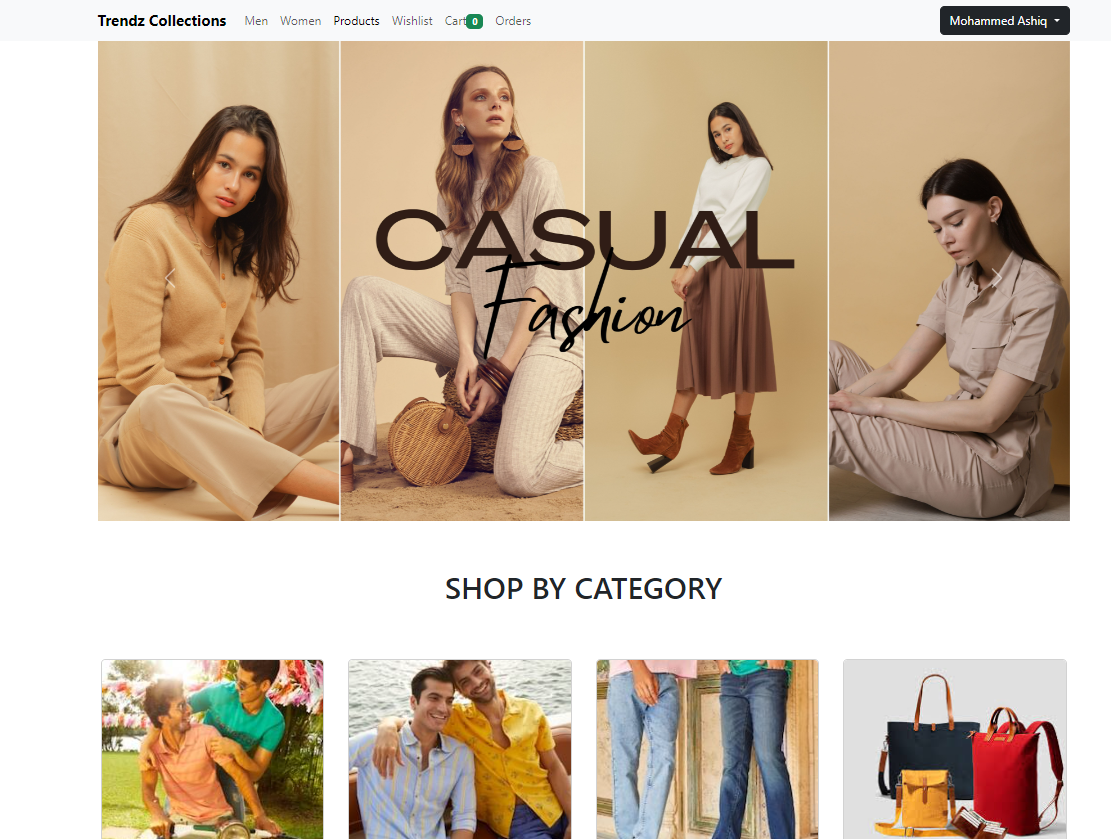 Trendz Collections Men Women Products Wishlist Cart 0 Orders Mohammed Ashiq
CASUAL
Fashion
SHOP BY CATEGORY